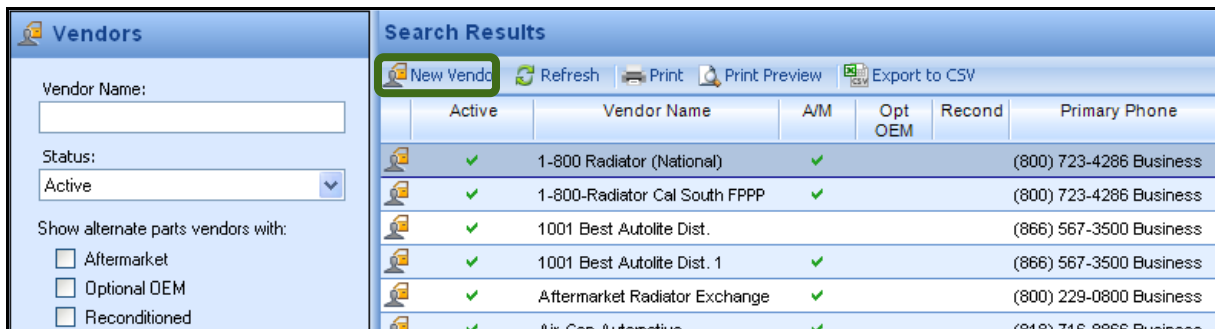 Vendors
Vendor Name:
Status:
Active
Show alternate parts vendors with:
Aftermarket
Optional OEM
Reconditioned
Search Results
New Vendo Refresh Print Print Preview Export to CSV
Active Vendor Name A/M Opt OEM Recond Primary Phone
1-800 Radiator (National) (800) 723-4286 Business
1-800-Radiator Cal South FPPP (800) 723-4286 Business
1001 Best Autolite Dist. (866) 567-3500 Business
1001 Best Autolite Dist. 1 (866) 567-3500 Business
Aftermarket Radiator Exchange (800) 229-0800 Business